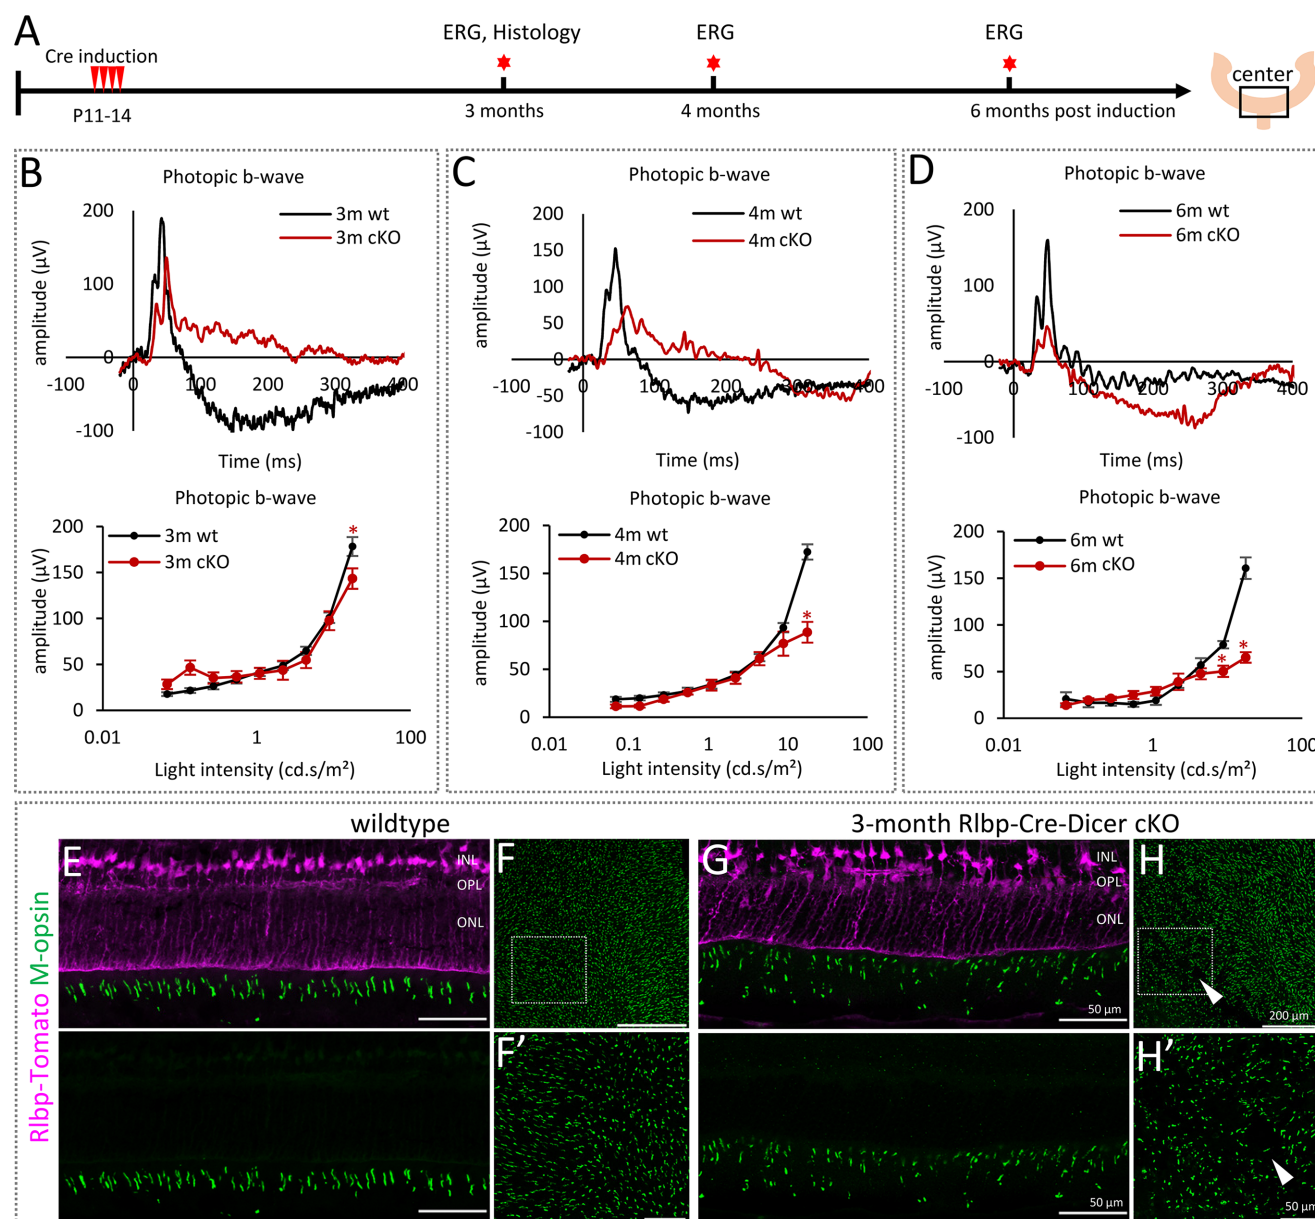 A
Cre induction
P11-14
ERG, Histology
3 months
ERG
4 months
ERG
6 months post induction
center
B
Photopic b-wave
3m wt
3m cKO
amplitude (µV)
200
100
0
-100
-100
0
100
200
300
400
Time (ms)
Photopic b-wave
3m wt
3m cKO
*
amplitude (µV)
200
150
100
50
0
0.01
1
100
Light intensity (cd.s/m²)
C
Photopic b-wave
4m wt
4m cKO
amplitude (µV)
200
150
100
50
0
-50
-100
-100
0
100
200
300
400
Time (ms)
Photopic b-wave
4m wt
4m cKO
*
amplitude (µV)
200
150
100
50
0
0.01
0.1
1
10
100
Light intensity (cd.s/m²)
D
Photopic b-wave
6m wt
6m cKO
amplitude (µV)
200
100
0
-100
-100
0
100
200
300
400
Time (ms)
Photopic b-wave
6m wt
6m cKO
*
*
amplitude (µV)
200
150
100
50
0
0.01
1
100
Light intensity (cd.s/m²)
wildtype
3-month Rlbp-Cre-Dicer cKO
Rlbp-Tomato M-opsin
E
INL
OPL
ONL
F
F’
G
INL
OPL
ONL
50 µm
50 µm
H
200 µm
H’
50 µm